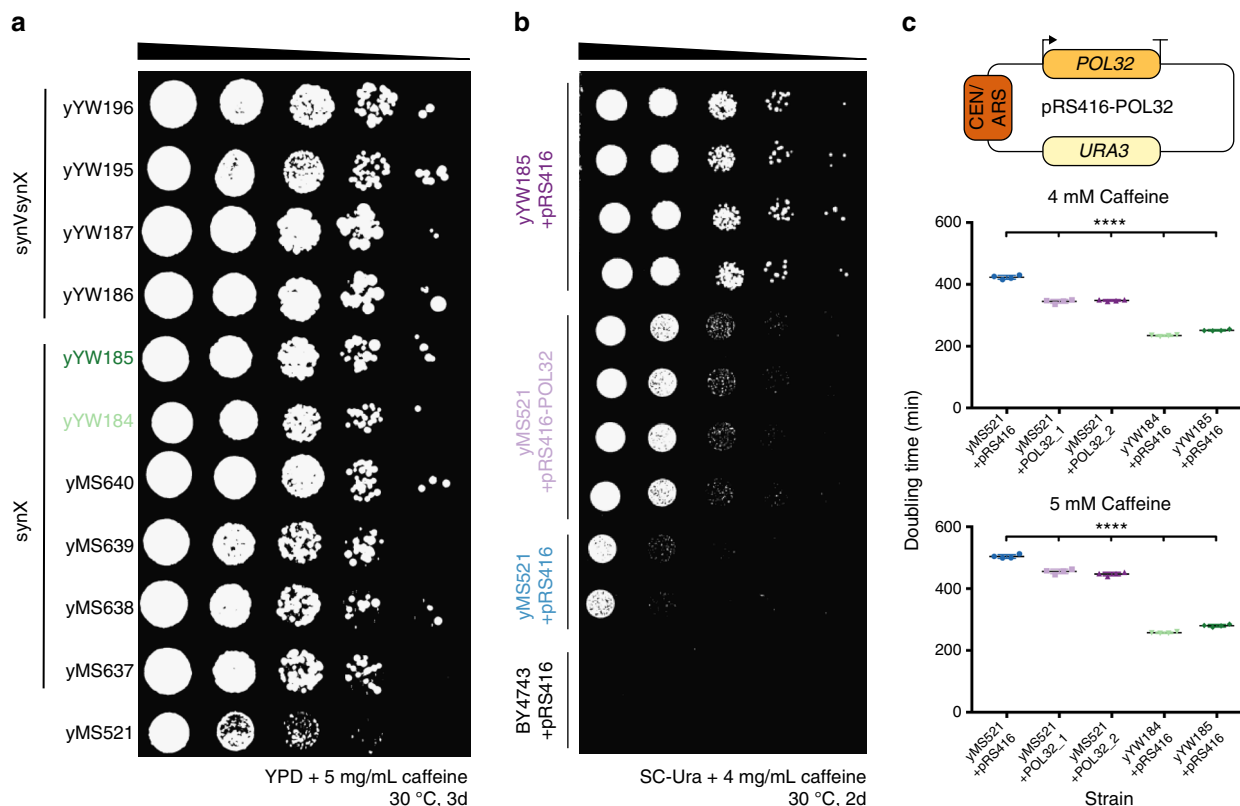 a
synVsynX
synX
yYW196
yYW195
yYW187
yYW186
yYW185
yYW184
yMS640
yMS639
yMS638
yMS637
yMS521
YPD + 5 mg/mL caffeine
30 °C, 3d
b
yYW185
+pRS416
yMS521
+pRS416-POL32
yMS521
+pRS416
BY4743
+pRS416
SC-Ura + 4 mg/mL caffeine
30 °C, 2d
c
POL32
CEN/
ARS
pRS416-POL32
URA3
Doubling time (min)
4 mM Caffeine
****
600
400
200
0
yMS521
+pRS416
yMS521
+POL32_1
yMS521
+POL32_2
yYW184
+pRS416
yYW185
+pRS416
5 mM Caffeine
****
600
400
200
0
yMS521
+pRS416
yMS521
+POL32_1
yMS521
+POL32_2
yYW184
+pRS416
yYW185
+pRS416
Strain